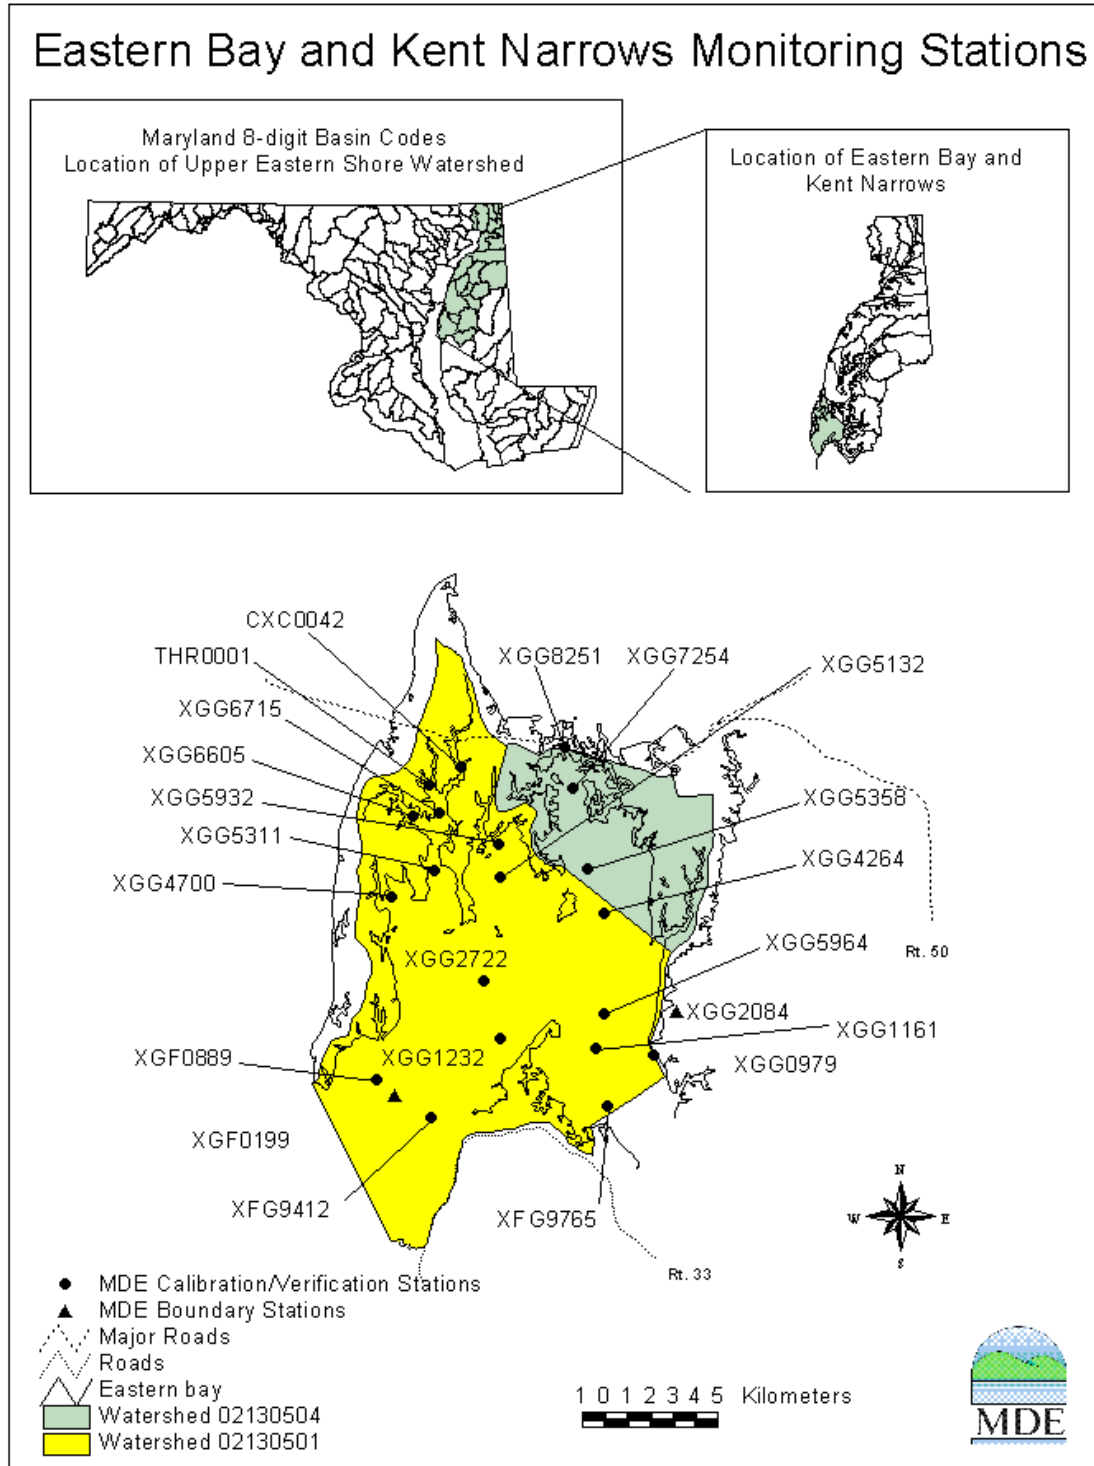 Eastern Bay and Kent Narrows Monitoring Stations
Maryland 8-digit Basin Codes
Location of Upper Eastern Shore Watershed
Location of Eastern Bay and
Kent Narrows
CXC0042
THR0001
XGG8251
XGG7254
XGG5132
XGG6715
XGG6605
XGG5932
XGG5358
XGG5311
XGG4264
XGG4700
XGG5964
Rt. 50
XGG2722
XGG2084
XGG1161
XGF0889
XGG1232
XGG0979
XGF0199
XFG9412
XFG9765
N
W
E
S
Rt. 33
MDE Calibration/Verification Stations
MDE Boundary Stations
Major Roads
Roads
Eastern bay
Watershed 02130504
Watershed 02130501
1 0 1 2 3 4 5 Kilometers
MDE